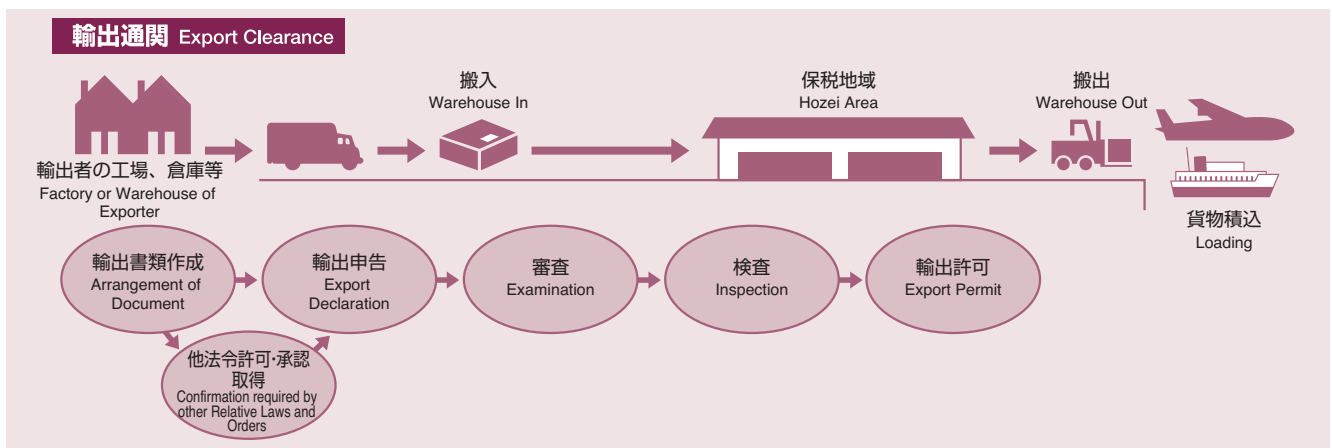 輸出通関 Export Clearance
搬入
Warehouse In
保税地域
Hozei Area
搬出
Warehouse Out
輸出者の工場、倉庫等
Factory or Warehouse of
Exporter
貨物積込
Loading
輸出書類作成
Arrangement of
Document
輸出申告
Export
Declaration
審査
Examination
検査
Inspection
輸出許可
Export Permit
他法令許可・承認
取得
Confirmation required by
other Relative Laws and
Orders